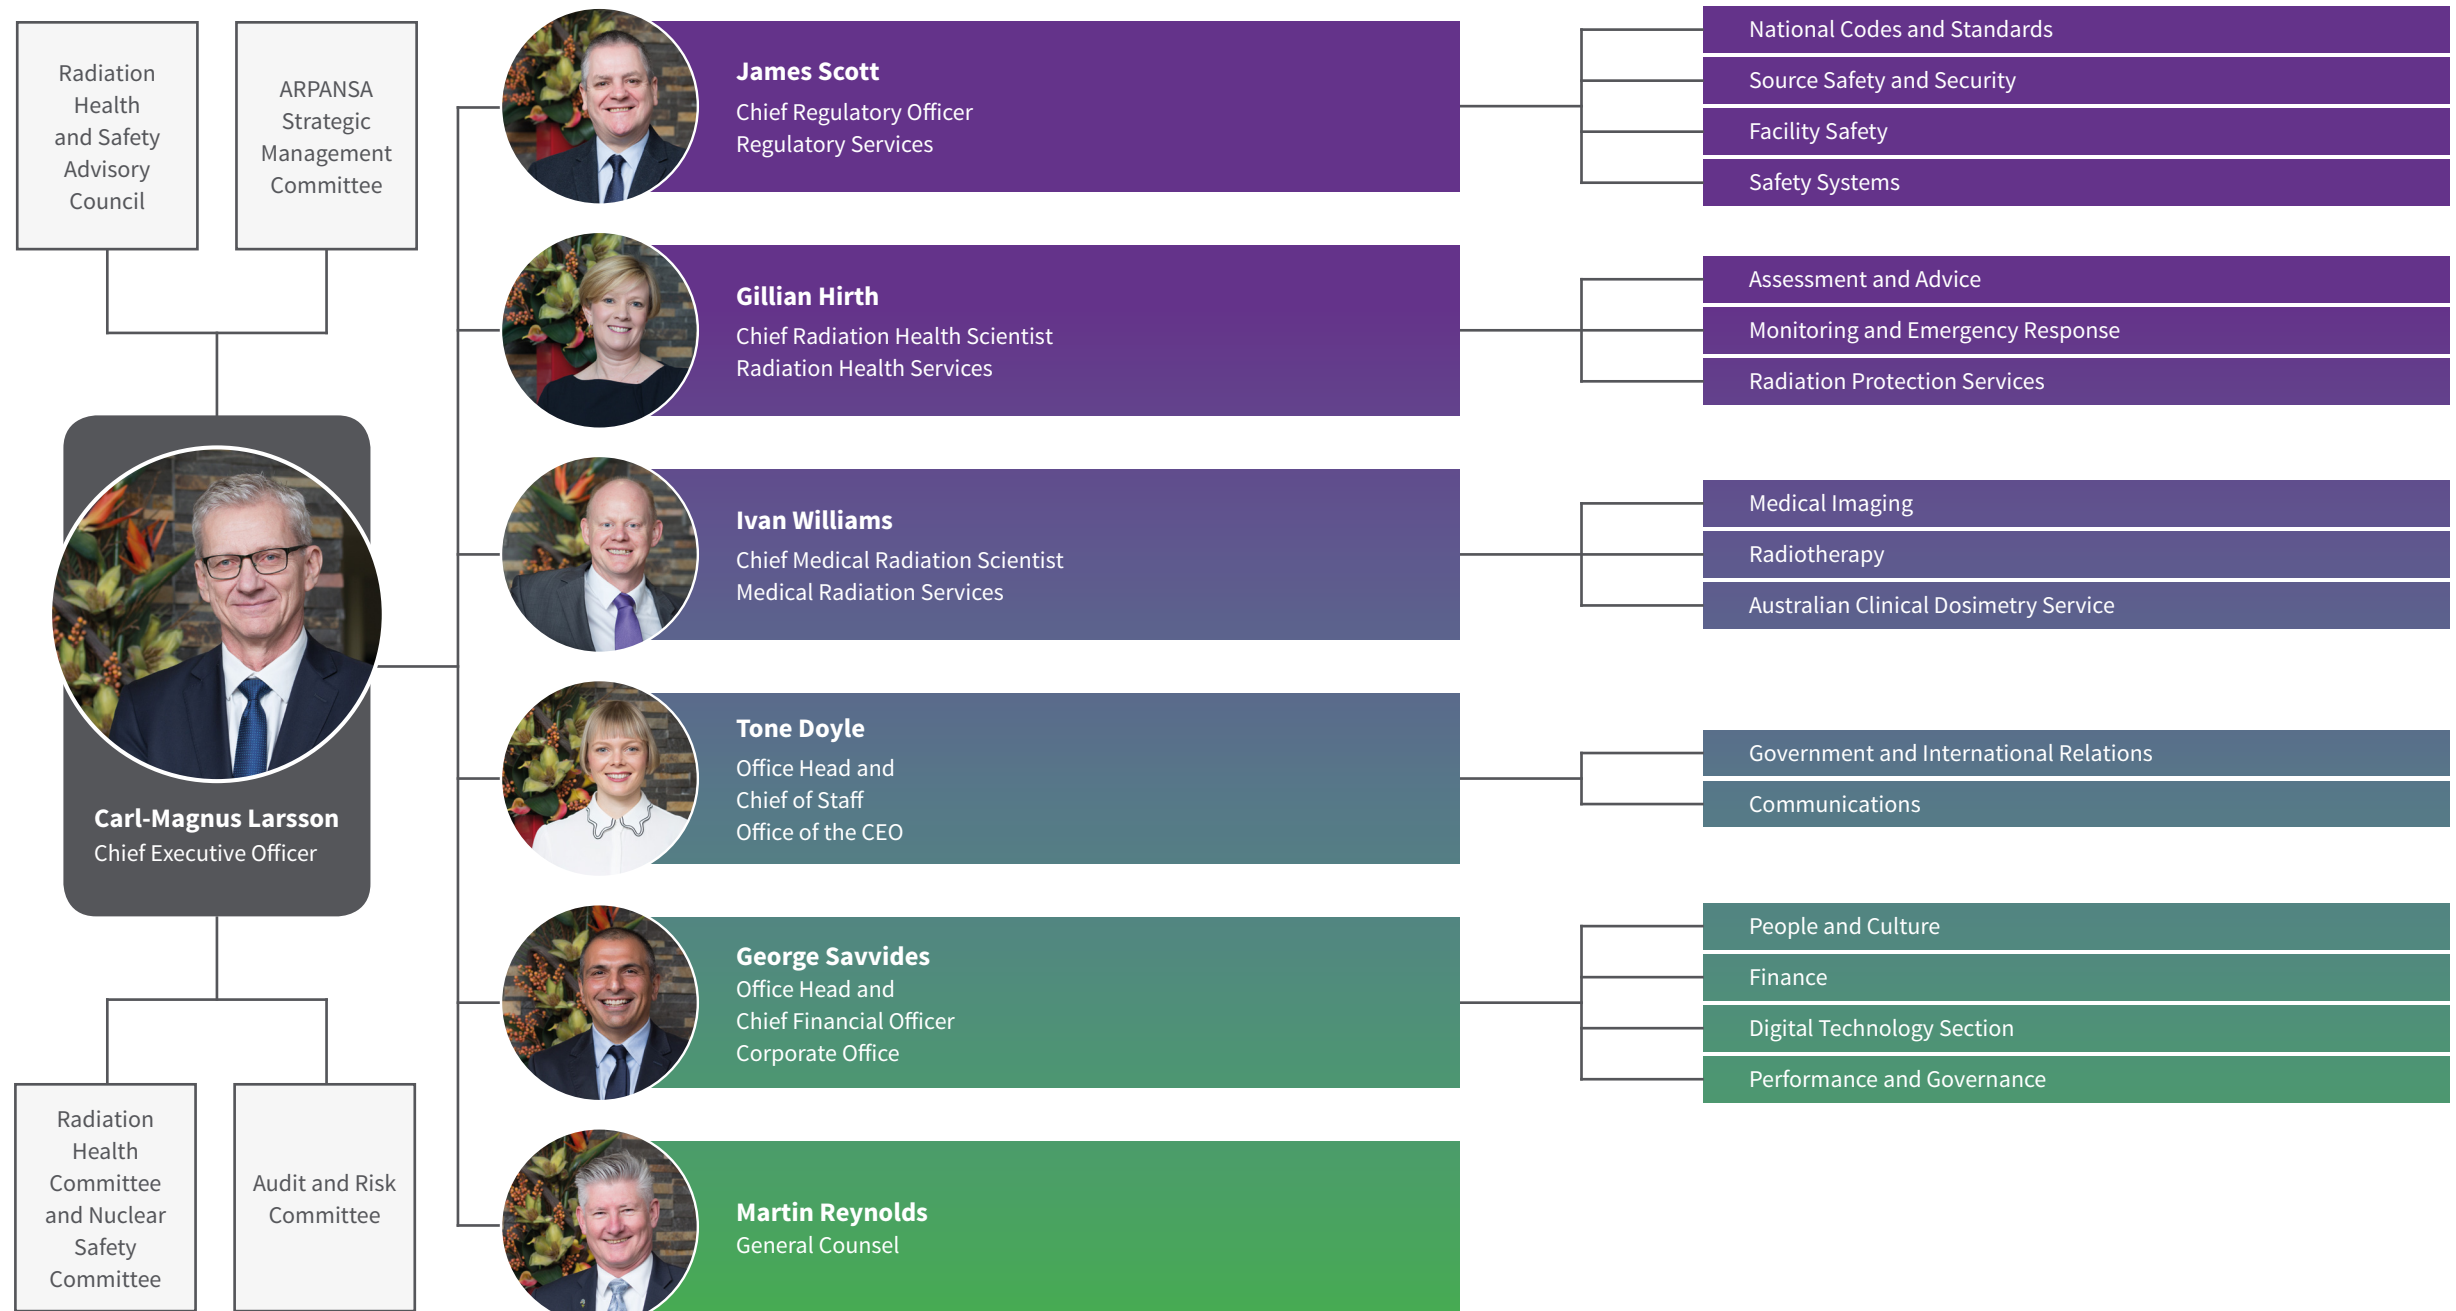 Radiation
Health
and Safety
Advisory
Council
ARPANSA
Strategic
Management
Committee
Carl-Magnus Larsson
Chief Executive Officer
Radiation
Health
Committee
and Nuclear
Safety
Committee
Audit and Risk
Committee
James Scott
Chief Regulatory Officer
Regulatory Services
National Codes and Standards
Source Safety and Security
Facility Safety
Safety Systems
Gillian Hirth
Chief Radiation Health Scientist
Radiation Health Services
Assessment and Advice
Monitoring and Emergency Response
Radiation Protection Services
Ivan Williams
Chief Medical Radiation Scientist
Medical Radiation Services
Medical Imaging
Radiotherapy
Australian Clinical Dosimetry Service
Tone Doyle
Office Head and
Chief of Staff
Office of the CEO
Government and International Relations
Communications
George Savvides
Office Head and
Chief Financial Officer
Corporate Office
People and Culture
Finance
Digital Technology Section
Performance and Governance
Martin Reynolds
General Counsel